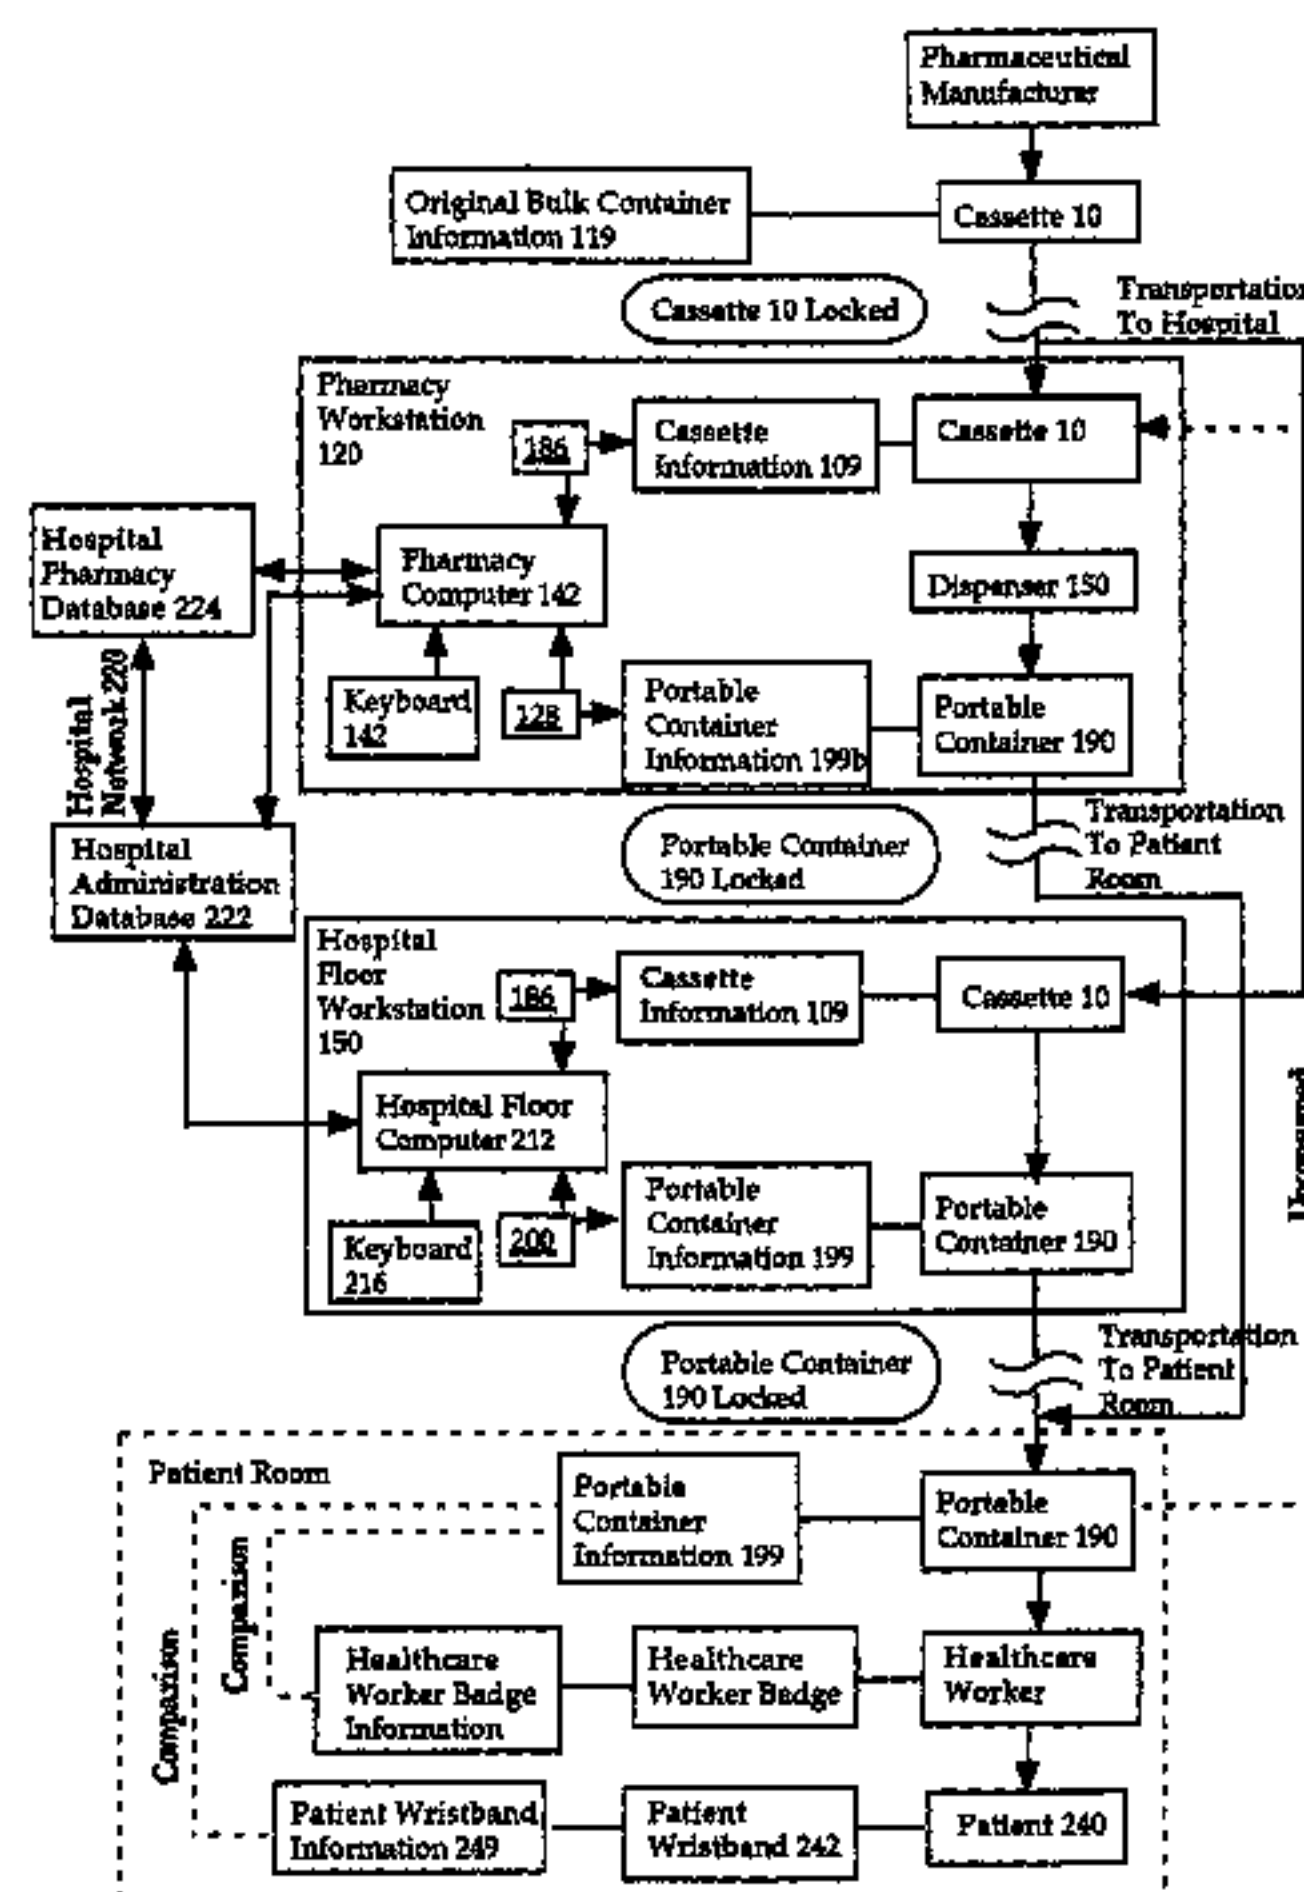 Pharmaceutical
Manufacturer
Original Bulk Container
Information 119
Cassette 10
Cassette 10 Locked
Transportation
To Hospital
Pharmacy
Workstation
120
186
Cassette
Information 109
Cassette 10
Hospital
Pharmacy
Database 224
Pharmacy
Computer 142
Dispenser 150
Keyboard
142
128
Portable
Container
Information 199b
Portable
Container 190
Hospital
Network 220
Portable Container
190 Locked
Transportation
To Patient
Room
Hospital
Administration
Database 222
Hospital
Floor
Workstation
150
186
Cassette
Information 109
Cassette 10
Hospital Floor
Computer 212
Keyboard
216
200
Portable
Container
Information 199
Portable
Container 190
Portable Container
190 Locked
Transportation
To Patient
Room
Patient Room
Portable
Container
Information 199
Portable
Container 190
Comparison
Comparison
Healthcare
Worker Badge
Information
Healthcare
Worker Badge
Healthcare
Worker
Patient Wristband
Information 249
Patient
Wristband 242
Patient 240